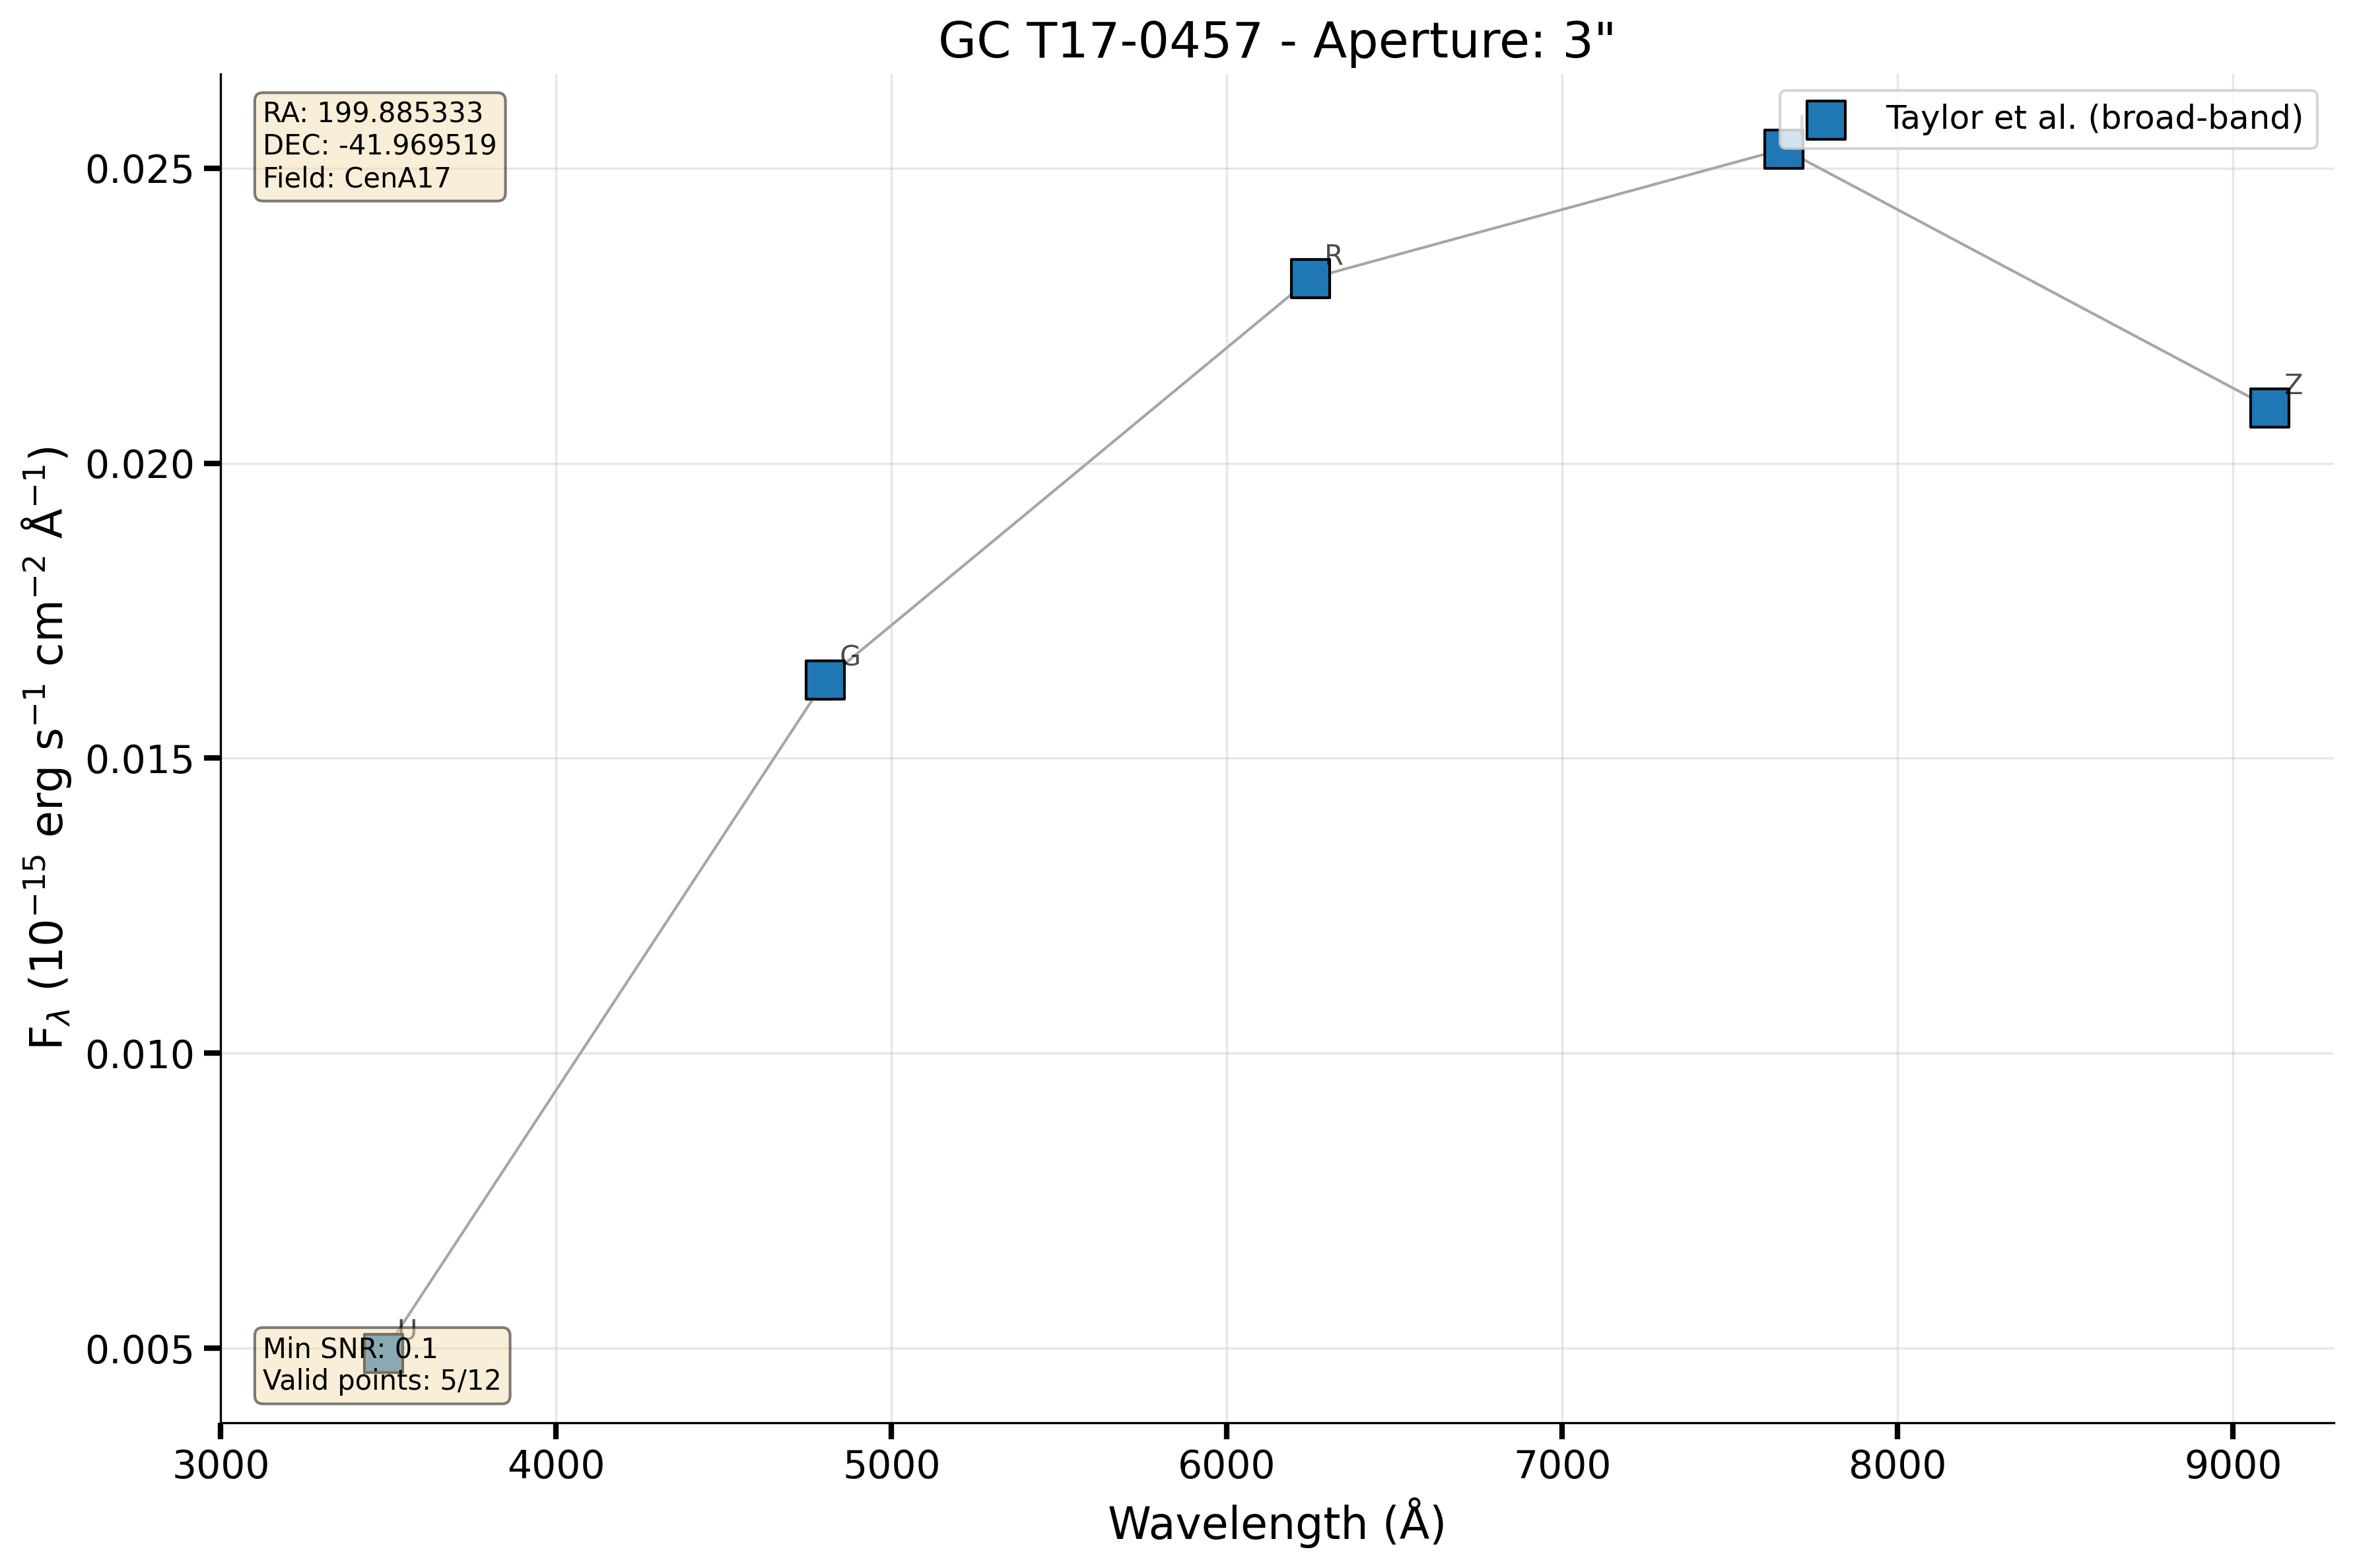 GC T17-0457 - Aperture: 3"
RA: 199.885333
DEC: -41.969519
Field: CenA17
Taylor et al. (broad-band)
I
R
Z
G
U
Min SNR: 0.1
Valid points: 5/12
0.025
0.020
0.015
0.010
0.005
F_λ (10⁻¹⁵ erg s⁻¹ cm⁻² Å⁻¹)
3000 4000 5000 6000 7000 8000 9000
Wavelength (Å)